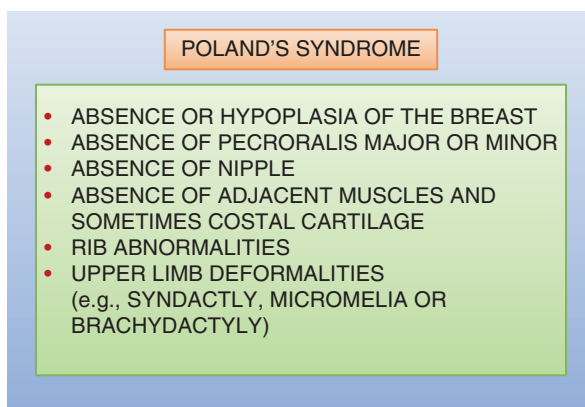 POLAND'S SYNDROME
• ABSENCE OR HYPOPLASIA OF THE BREAST
• ABSENCE OF PECRORALIS MAJOR OR MINOR
• ABSENCE OF NIPPLE
• ABSENCE OF ADJACENT MUSCLES AND
SOMETIMES COSTAL CARTILAGE
• RIB ABNORMALITIES
• UPPER LIMB DEFORMALITIES
(e.g., SYNDACTLY, MICROMELIA OR
BRACHYDACTYLY)